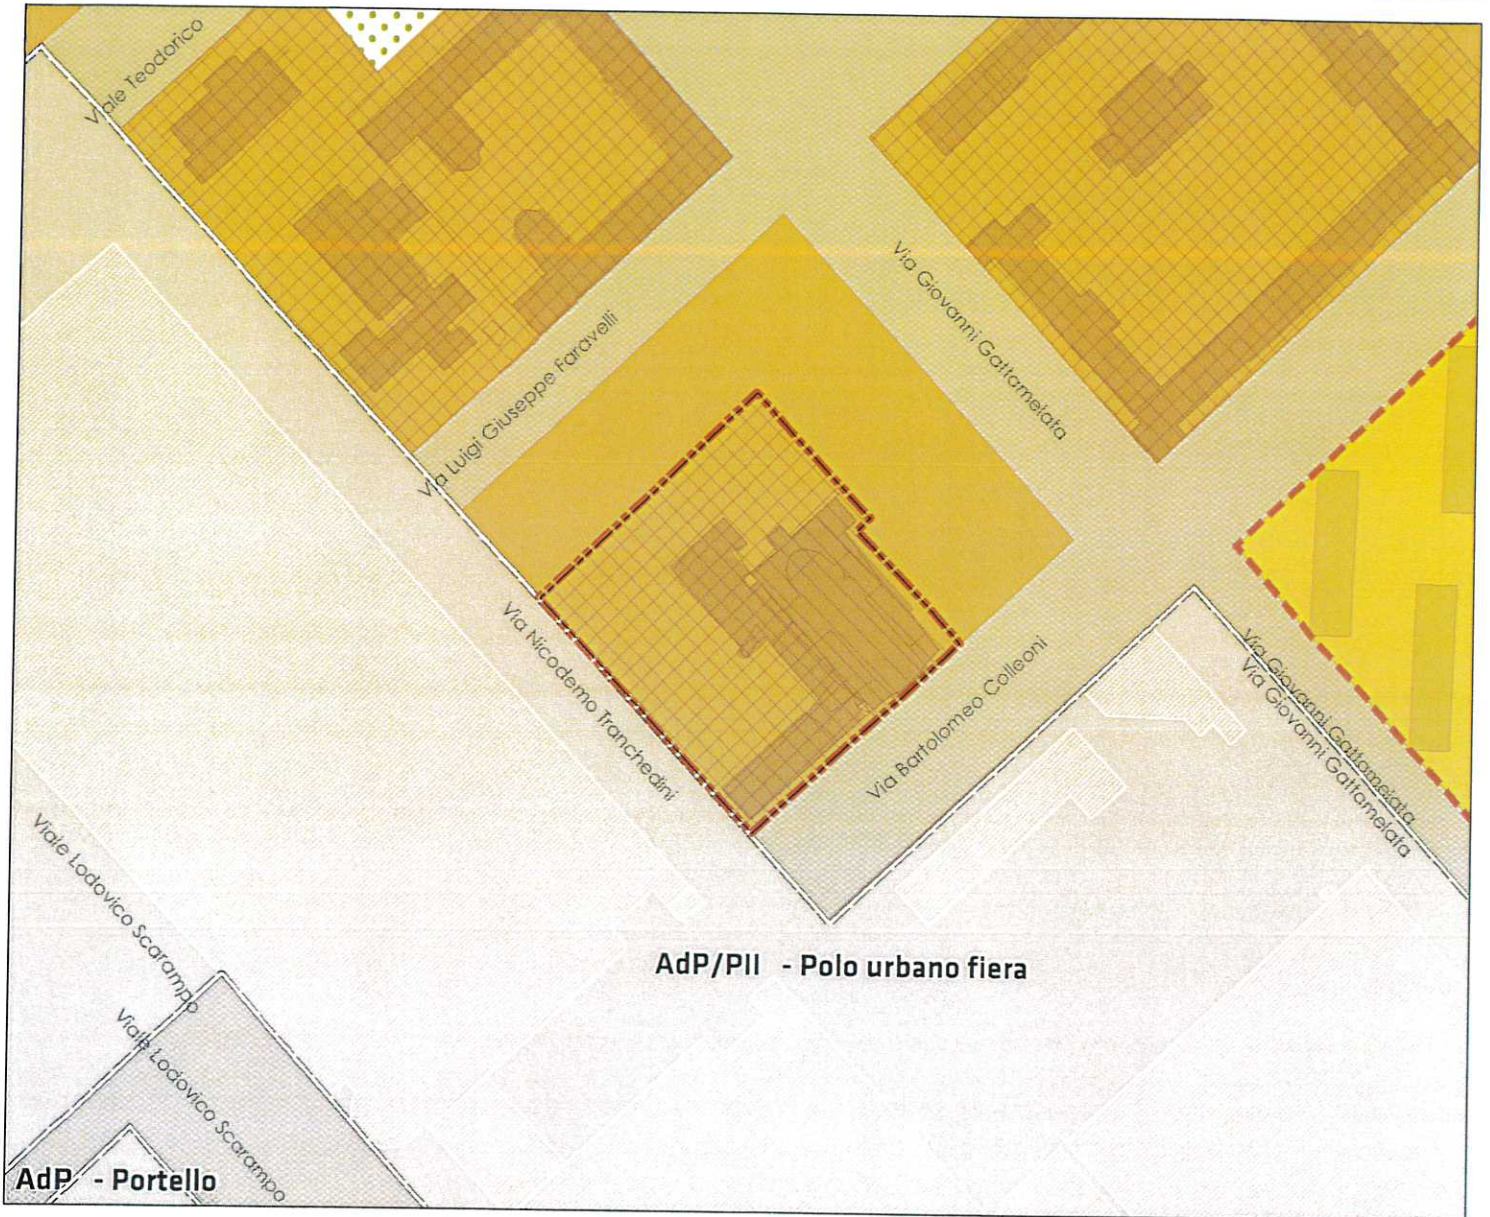 Viale Teodorico
Via Luigi Giuseppe Faravelli
Via Giovanni Gattamelata
Via Nicodemo Tranchedini
Via Bartolomeo Colleoni
Via Giovanni Gattamelata
Via Giovanni Gattamelata
Viale Lodovico Scarampo
AdP/PII - Polo urbano fiera
Viale Lodovico Scarampo
AdP - Portello